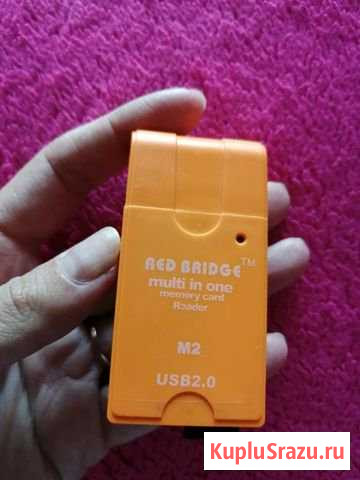 RED BRIDGE™
multi in one
memory card
Reader
M2
USB2.0
KupluSrazu.ru